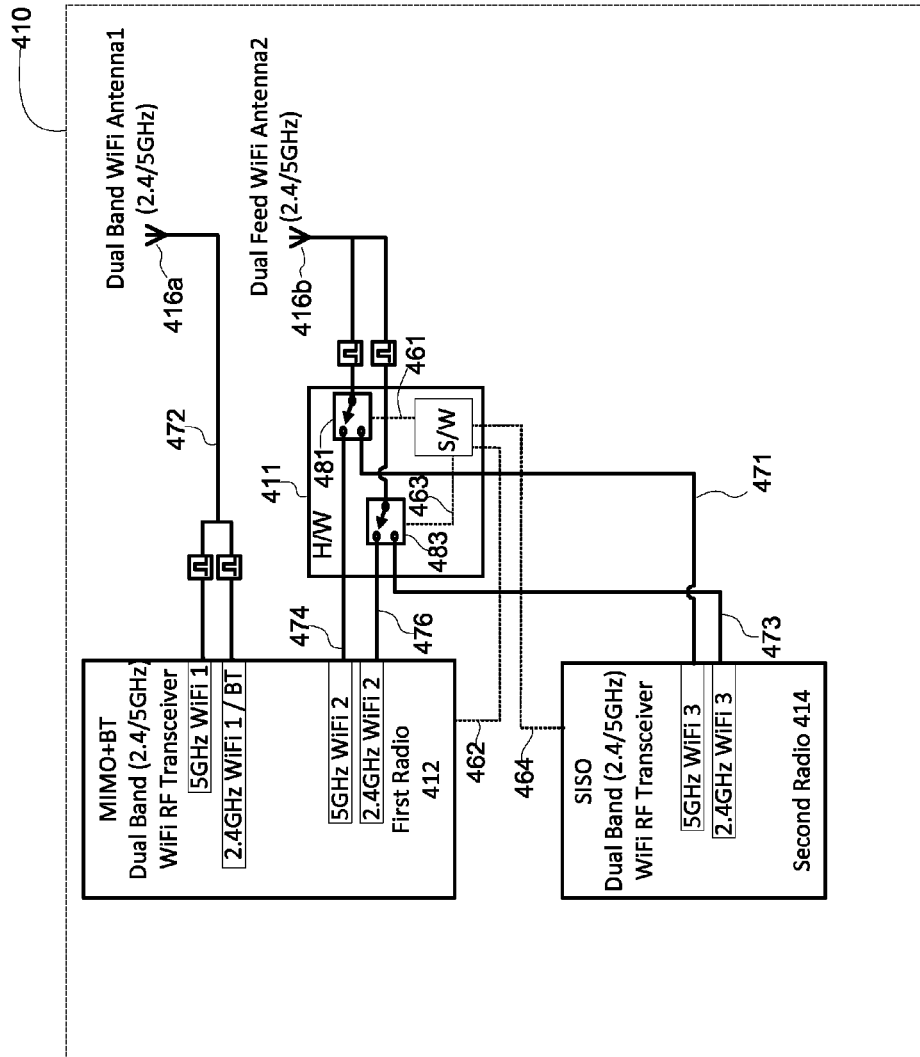 410
Dual Band WiFi Antenna1
(2.4/5GHz)
416a
472
Dual Feed WiFi Antenna2
(2.4/5GHz)
416b
461
411
H/W
481
S/W
463
483
474
476
471
473
462
464
MIMO+BT
Dual Band (2.4/5GHz)
WiFi RF Transceiver
5GHz WiFi 1
2.4GHz WiFi 1 / BT
5GHz WiFi 2
2.4GHz WiFi 2
First Radio
412
SISO
Dual Band (2.4/5GHz)
WiFi RF Transceiver
5GHz WiFi 3
2.4GHz WiFi 3
Second Radio 414